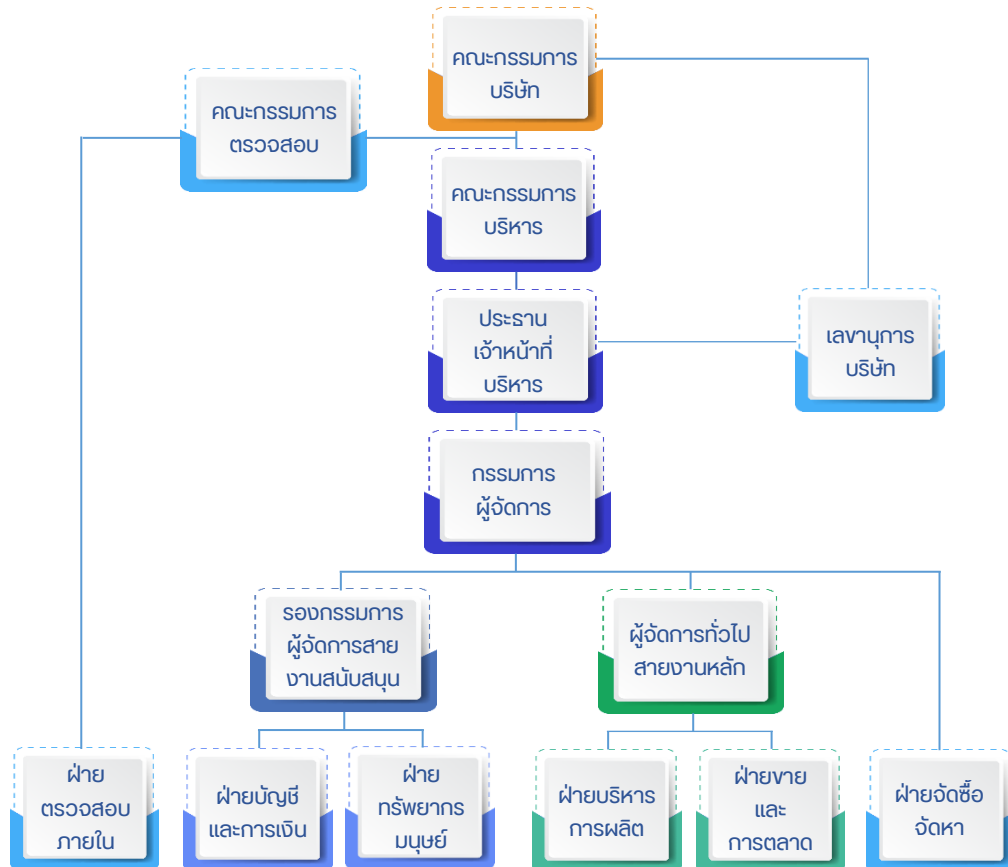 คณะกรรมการ
บริษัท
คณะกรรมการ
ตรวจสอบ
คณะกรรมการ
บริหาร
ประธาน
เจ้าหน้าที่
บริหาร
เลขานุการ
บริษัท
กรรมการ
ผู้จัดการ
รองกรรมการ
ผู้จัดการสาย
งานสนับสนุน
ผู้จัดการทั่วไป
สายงานหลัก
ฝ่าย
ตรวจสอบ
ภายใน
ฝ่ายบัญชี
และการเงิน
ฝ่าย
ทรัพยากร
มนุษย์
ฝ่ายบริหาร
การผลิต
ฝ่ายขาย
และ
การตลาด
ฝ่ายจัดซื้อ
จัดหา